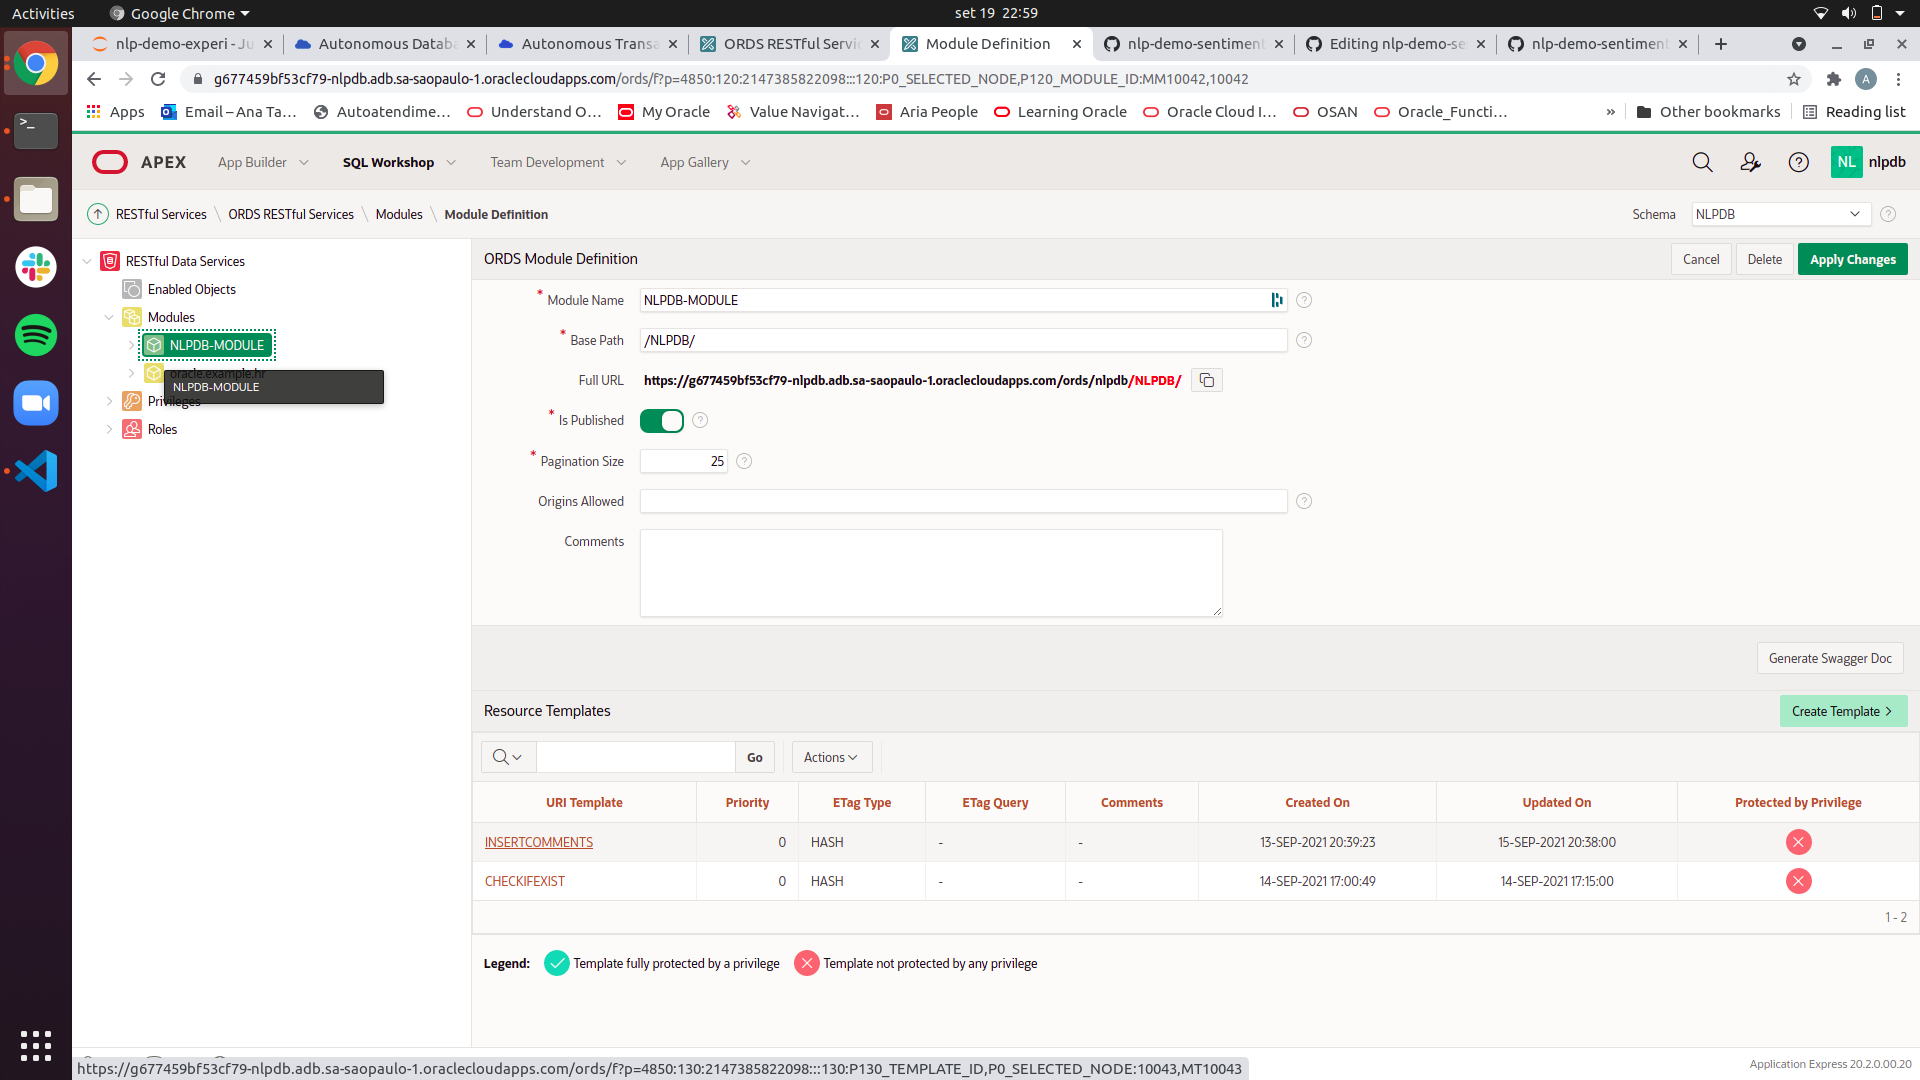 Activities
Google Chrome
set 19 22:59
nlp-demo-experi - Ju
Autonomous Databa
Autonomous Transa
ORDS RESTful Servic
Module Definition
nlp-demo-sentiment
Editing nlp-demo-se
nlp-demo-sentiment
g677459bf53cf79-nlpdb.adb.sa-saopaulo-1.oraclecloudapps.com/ords/f?p=4850:120:2147385822098:::120:P0_SELECTED_NODE,P120_MODULE_ID:MM10042,10042
A
Apps
Email – Ana Ta…
Autoatendime…
Understand O…
My Oracle
Value Navigat…
Aria People
Learning Oracle
Oracle Cloud I…
OSAN
Oracle_Functi…
»
Other bookmarks
Reading list
APEX
App Builder
SQL Workshop
Team Development
App Gallery
NL
nlpdb
RESTful Services \ ORDS RESTful Services \ Modules \ Module Definition
Schema
NLPDB
RESTful Data Services
Enabled Objects
Modules
NLPDB-MODULE
oracle.example.hr
NLPDB-MODULE
Privileges
Roles
ORDS Module Definition
Cancel
Delete
Apply Changes
* Module Name
NLPDB-MODULE
* Base Path
/NLPDB/
Full URL
https://g677459bf53cf79-nlpdb.adb.sa-saopaulo-1.oraclecloudapps.com/ords/nlpdb/NLPDB/
* Is Published
* Pagination Size
25
Origins Allowed
Comments
Generate Swagger Doc
Resource Templates
Create Template
Go
Actions
URI Template Priority ETag Type ETag Query Comments Created On Updated On Protected by Privilege
INSERTCOMMENTS 0 HASH - - 13-SEP-2021 20:39:23 15-SEP-2021 20:38:00
CHECKIFEXIST 0 HASH - - 14-SEP-2021 17:00:49 14-SEP-2021 17:15:00
1 - 2
Legend:
Template fully protected by a privilege
Template not protected by any privilege
https://g677459bf53cf79-nlpdb.adb.sa-saopaulo-1.oraclecloudapps.com/ords/f?p=4850:130:2147385822098:::130:P130_TEMPLATE_ID,P0_SELECTED_NODE:10043,MT10043
Application Express 20.2.0.00.20